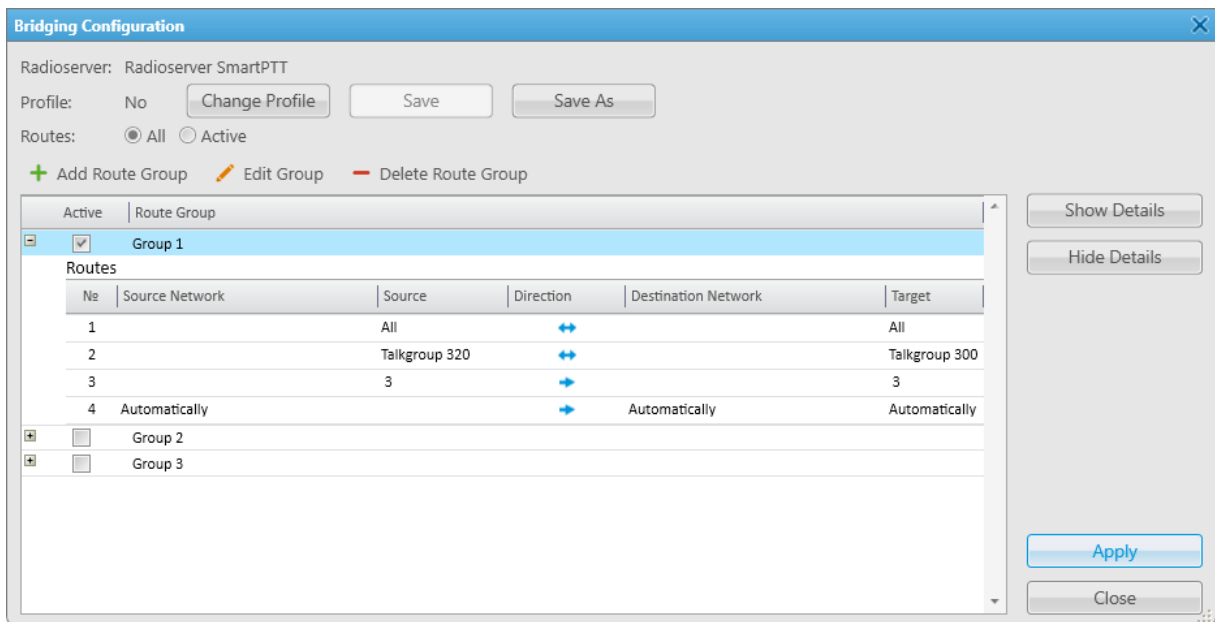 Bridging Configuration
Radioserver: Radioserver SmartPTT
Profile: No Change Profile Save Save As
Routes: All Active
Add Route Group Edit Group Delete Route Group
Active Route Group Show Details
Group 1 Hide Details
Routes
№ Source Network Source Direction Destination Network Target
1 All All
2 Talkgroup 320 Talkgroup 300
3 3 3
4 Automatically Automatically Automatically
Group 2
Group 3
Apply
Close